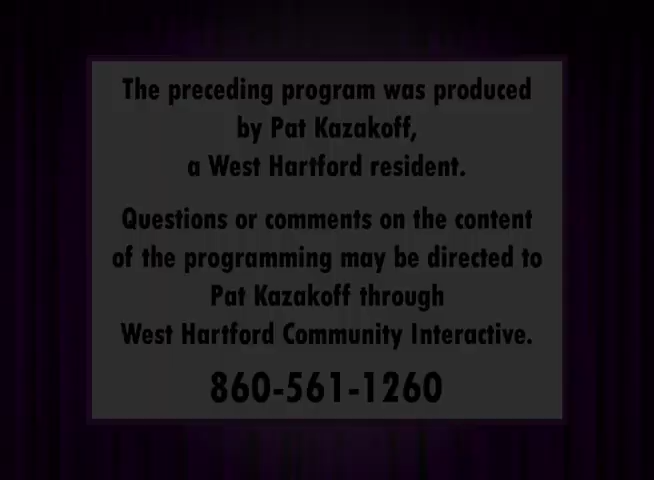 The preceding program was produced
by Pat Kazakoff,
a West Hartford resident.
Questions or comments on the content
of the programming may be directed to
Pat Kazakoff through
West Hartford Community Interactive.
860-561-1260